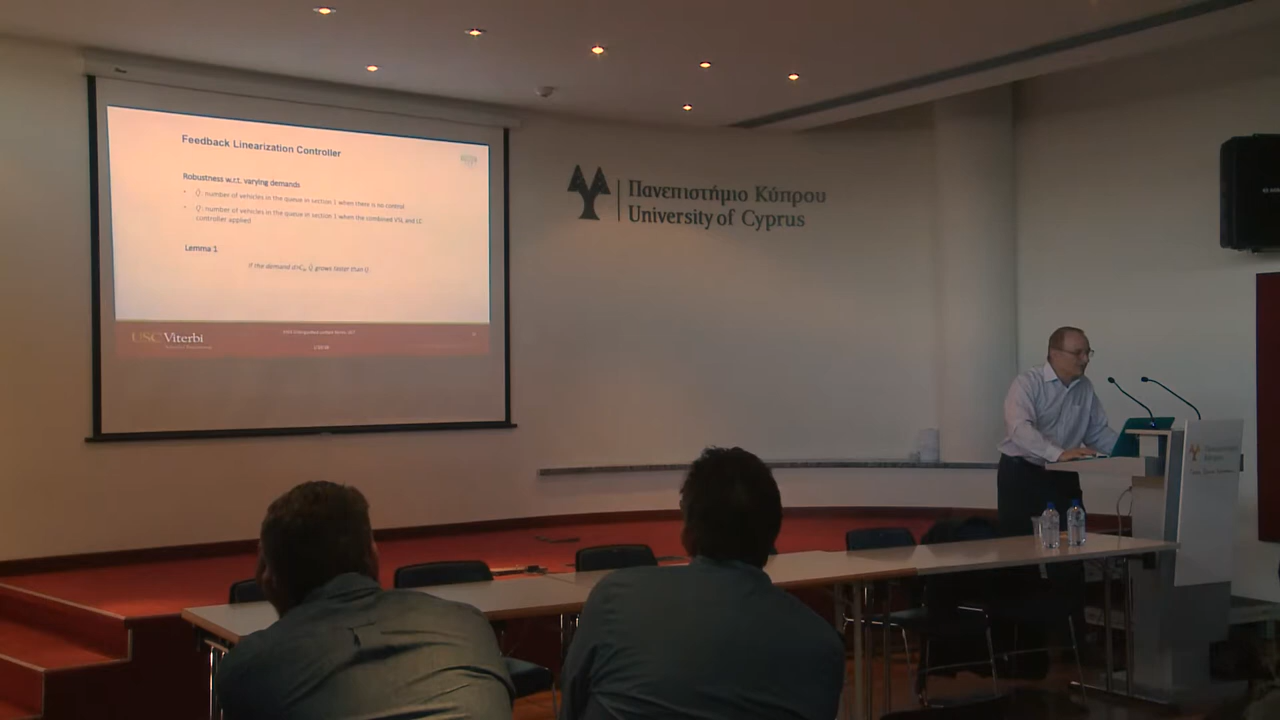 Feedback Linearization Controller
Robustness w.r.t. varying demands
number of vehicles in the queue in section 1 when there is no control
number of vehicles in the queue in section 1 when the combined VSL and LC
controller applied
Lemma 1
grows faster than
USC Viterbi
Πανεπιστήμιο Κύπρου
University of Cyprus